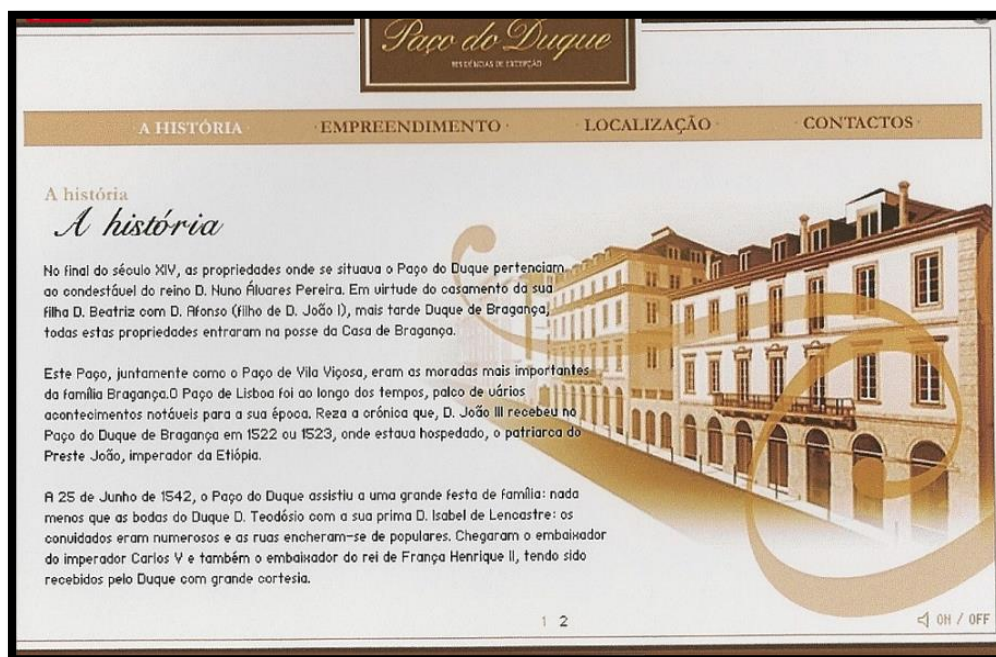 Paço do Duque
RESIDÊNCIAS DE EXCEPÇÃO
· A HISTÓRIA · · EMPREENDIMENTO · · LOCALIZAÇÃO · · CONTACTOS ·
A história
A história
No final do século XIV, as propriedades onde se situava o Paço do Duque pertenciam
ao condestável do reino D. Nuno Álvares Pereira. Em virtude do casamento da sua
filha D. Beatriz com D. Afonso (filho de D. João I), mais tarde Duque de Bragança,
todas estas propriedades entraram na posse da Casa de Bragança.
Este Paço, juntamente como o Paço de Vila Viçosa, eram as moradas mais importantes
da família Bragança.O Paço de Lisboa foi ao longo dos tempos, palco de vários
acontecimentos notáveis para a sua época. Reza a crónica que, D. João III recebeu no
Paço do Duque de Bragança em 1522 ou 1523, onde estava hospedado, o patriarca do
Preste João, imperador da Etiópia.
A 25 de Junho de 1542, o Paço do Duque assistiu a uma grande festa de família: nada
menos que as bodas do Duque D. Teodósio com a sua prima D. Isabel de Lencastre: os
convidados eram numerosos e as ruas encheram-se de populares. Chegaram o embaixador
do imperador Carlos V e também o embaixador do rei de França Henrique II, tendo sido
recebidos pelo Duque com grande cortesia.
1 2
ON / OFF